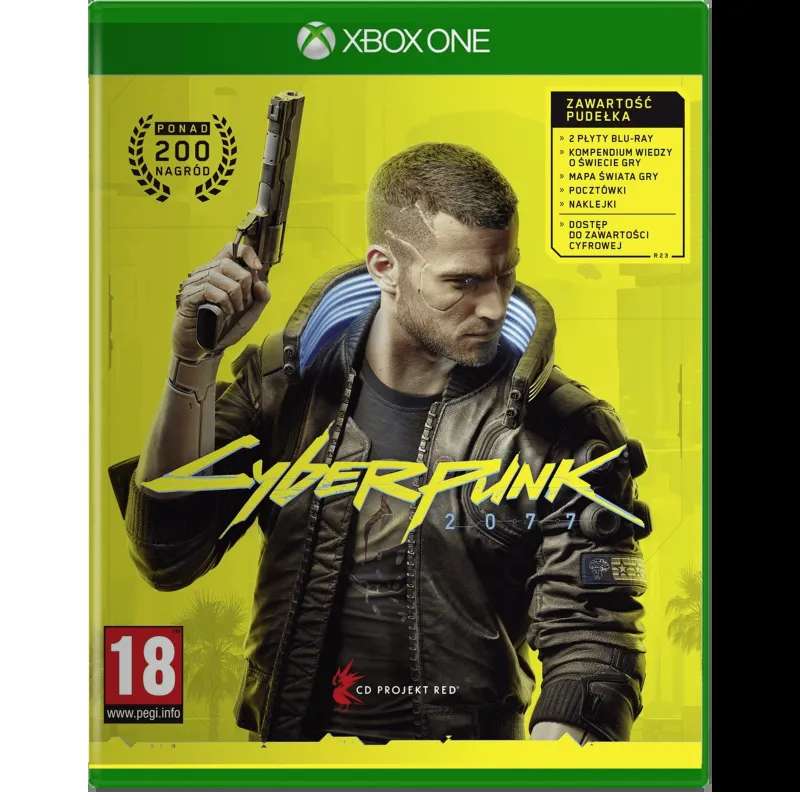 XBOX ONE
PONAD
200
NAGRÓD
ZAWARTOŚĆ
PUDEŁKA
» 2 PŁYTY BLU-RAY
» KOMPENDIUM WIEDZY
O ŚWIECIE GRY
» MAPA ŚWIATA GRY
» POCZTÓWKI
» NAKLEJKI
» DOSTĘP
DO ZAWARTOŚCI
CYFROWEJ
R23
CYBERPUNK
2077
18
www.pegi.info
CD PROJEKT RED®